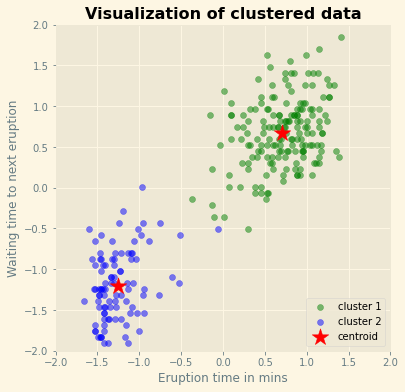 Visualization of clustered data
2.0
1.5
1.0
0.5
0.0
−0.5
−1.0
−1.5
−2.0
Waiting time to next eruption
cluster 1
cluster 2
centroid
−2.0 −1.5 −1.0 −0.5 0.0 0.5 1.0 1.5 2.0
Eruption time in mins